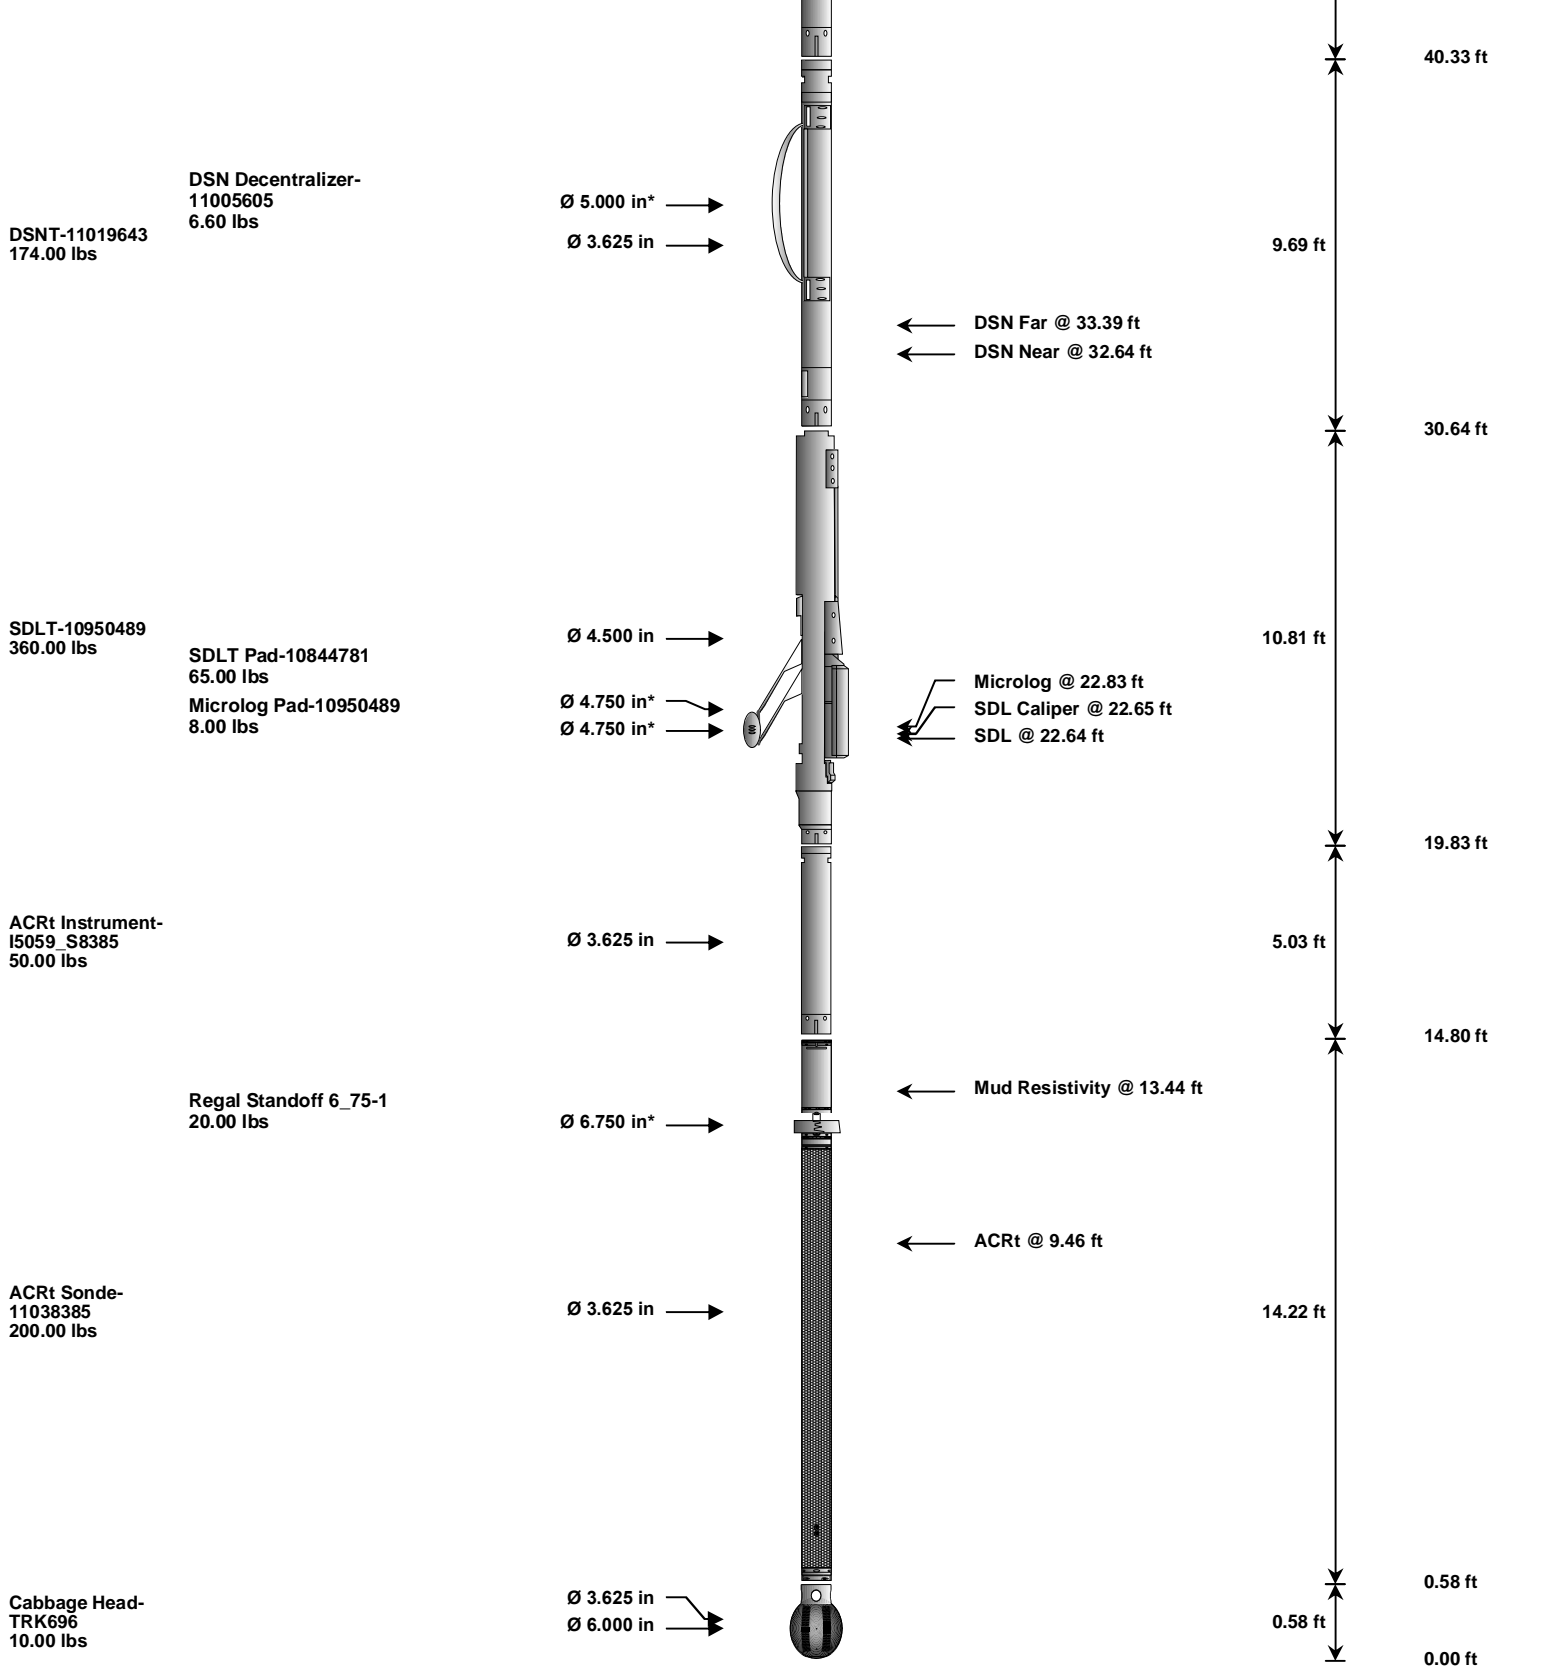 40.33 ft
DSN Decentralizer-
11005605
6.60 lbs
Ø 5.000 in*
DSNT-11019643
174.00 lbs
Ø 3.625 in
9.69 ft
DSN Far @ 33.39 ft
DSN Near @ 32.64 ft
30.64 ft
SDLT-10950489
360.00 lbs
Ø 4.500 in
10.81 ft
SDLT Pad-10844781
65.00 lbs
Microlog Pad-10950489
8.00 lbs
Ø 4.750 in*
Ø 4.750 in*
Microlog @ 22.83 ft
SDL Caliper @ 22.65 ft
SDL @ 22.64 ft
19.83 ft
ACRt Instrument-
I5059_S8385
50.00 lbs
Ø 3.625 in
5.03 ft
14.80 ft
Mud Resistivity @ 13.44 ft
Regal Standoff 6_75-1
20.00 lbs
Ø 6.750 in*
ACRt @ 9.46 ft
ACRt Sonde-
11038385
200.00 lbs
Ø 3.625 in
14.22 ft
0.58 ft
Cabbage Head-
TRK696
10.00 lbs
Ø 3.625 in
Ø 6.000 in
0.58 ft
0.00 ft